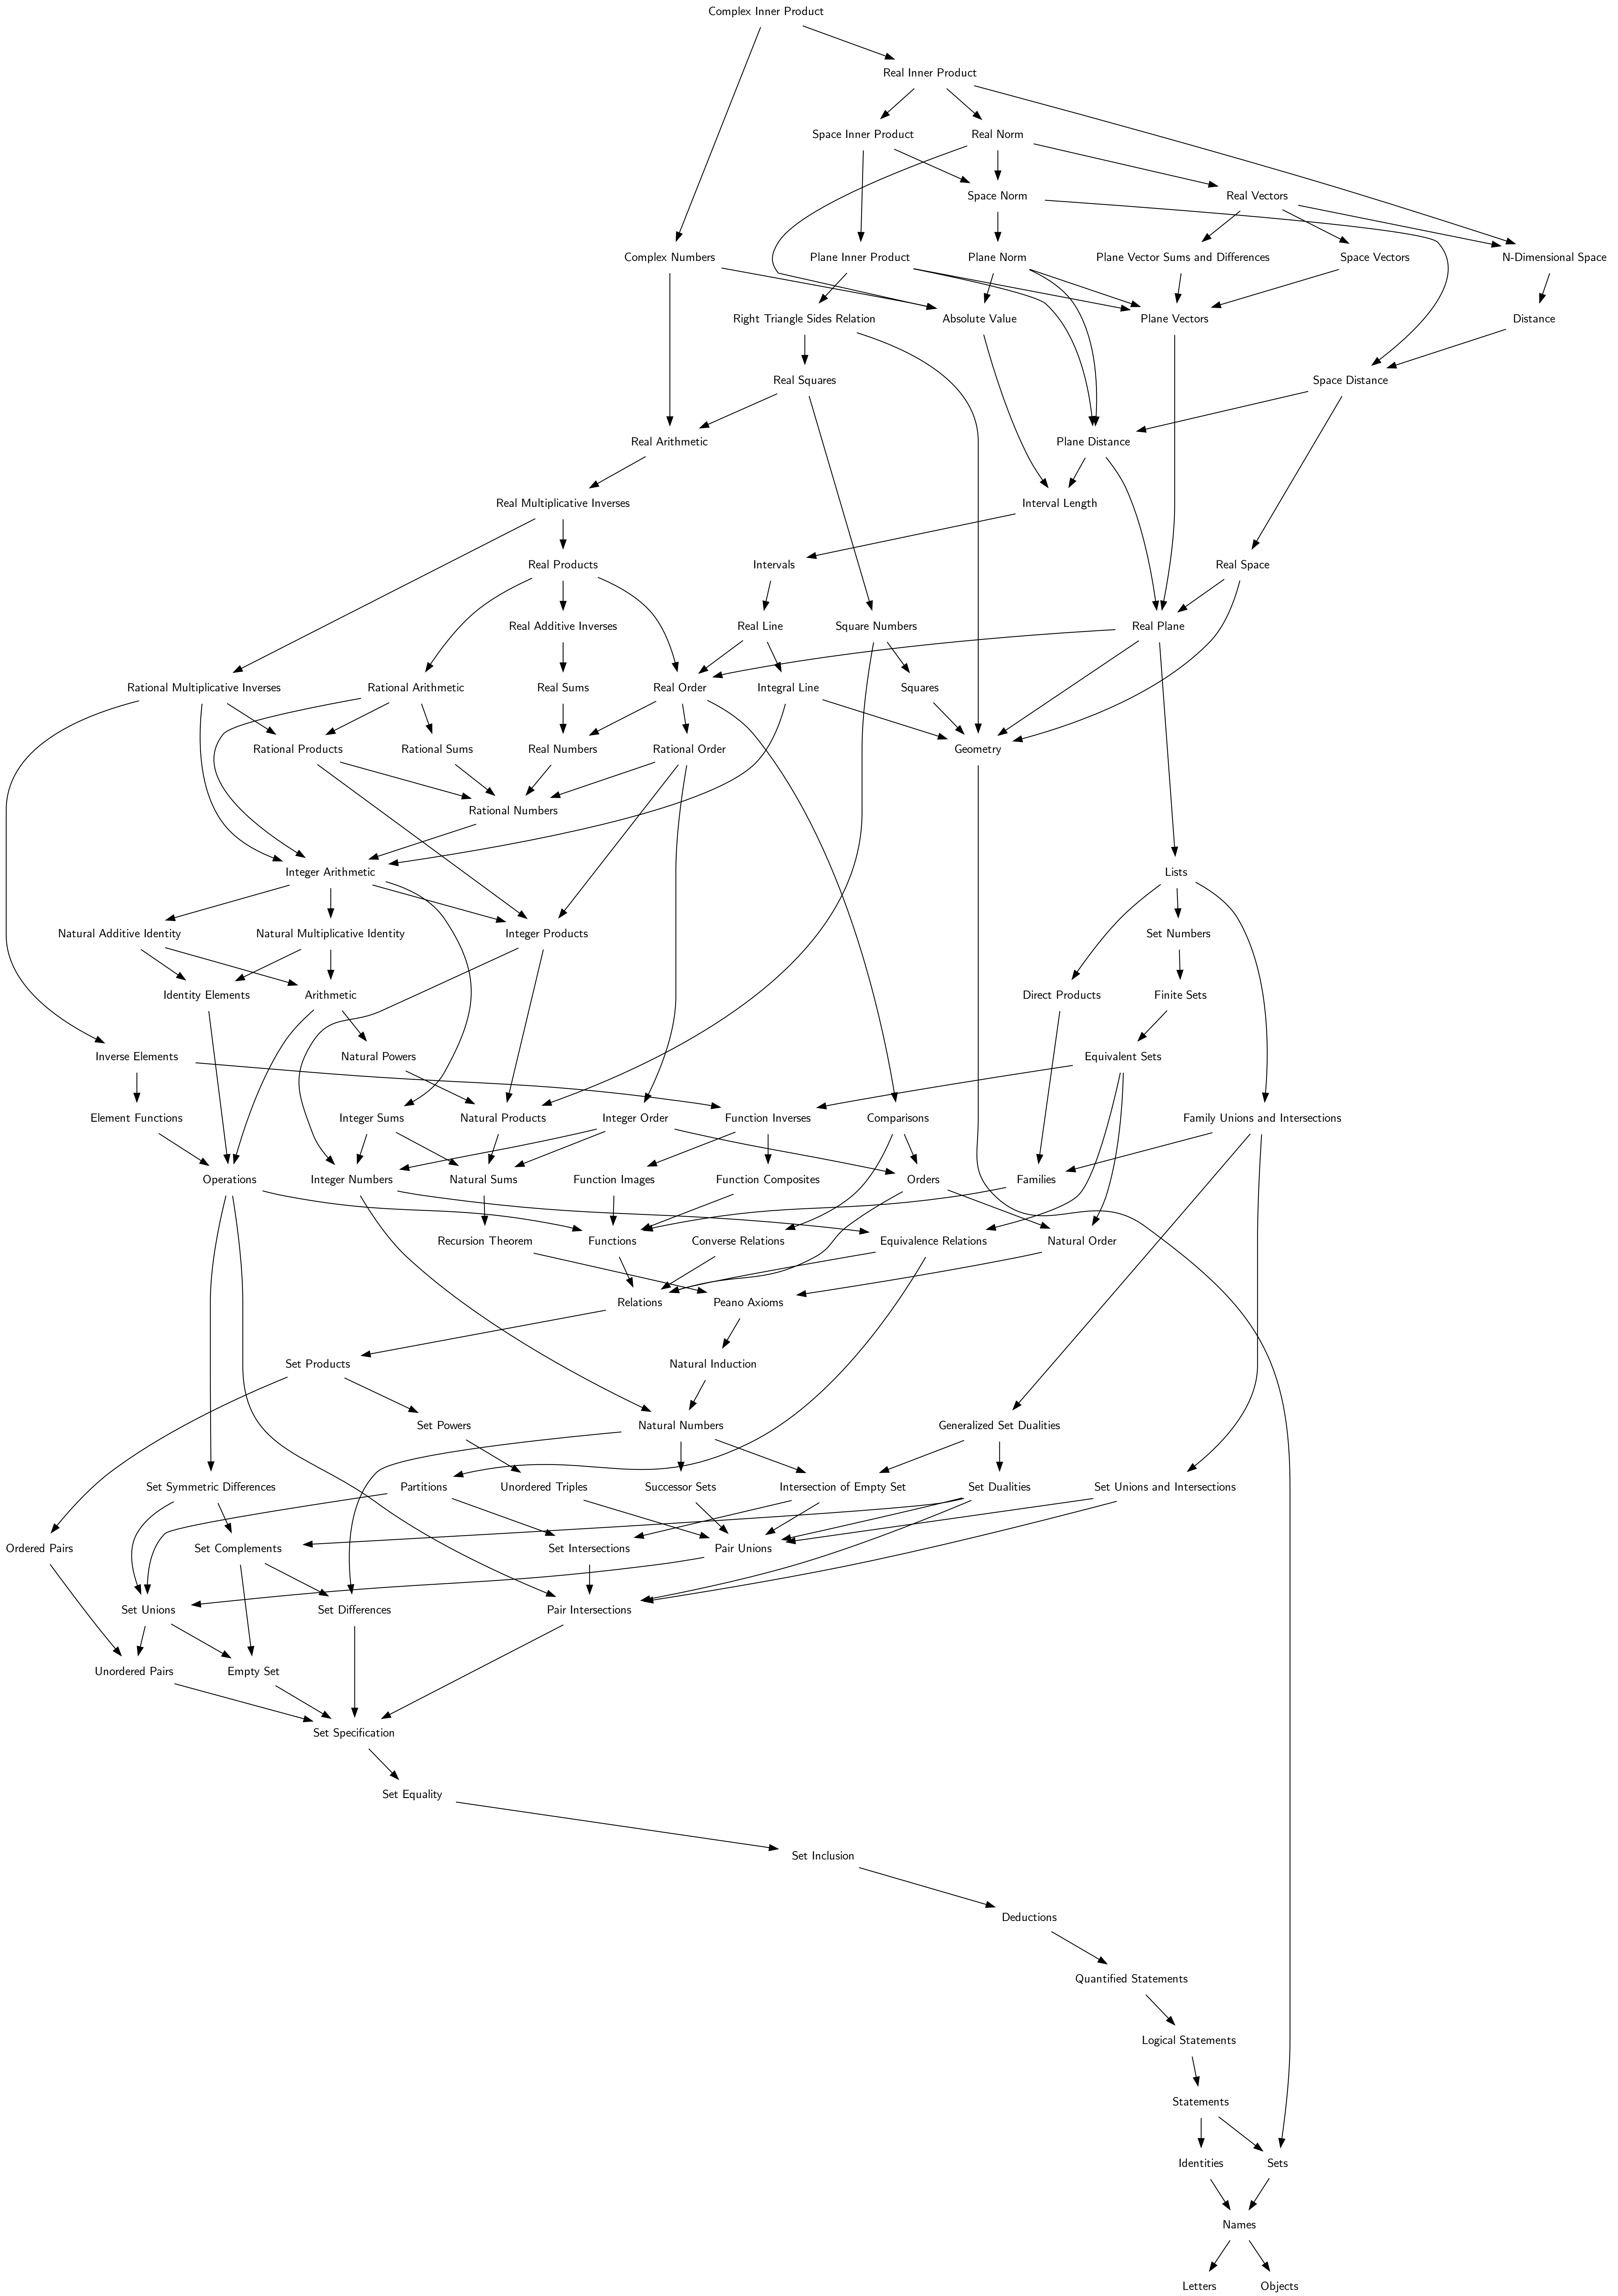 Complex Inner Product
Real Inner Product
Space Inner Product
Real Norm
Space Norm
Real Vectors
Complex Numbers
Plane Inner Product
Plane Norm
Plane Vector Sums and Differences
Space Vectors
N-Dimensional Space
Right Triangle Sides Relation
Absolute Value
Plane Vectors
Distance
Real Squares
Space Distance
Real Arithmetic
Plane Distance
Real Multiplicative Inverses
Interval Length
Real Products
Intervals
Real Space
Real Additive Inverses
Real Line
Square Numbers
Real Plane
Rational Multiplicative Inverses
Rational Arithmetic
Real Sums
Real Order
Integral Line
Squares
Rational Products
Rational Sums
Real Numbers
Rational Order
Geometry
Rational Numbers
Integer Arithmetic
Lists
Natural Additive Identity
Natural Multiplicative Identity
Integer Products
Set Numbers
Identity Elements
Arithmetic
Direct Products
Finite Sets
Inverse Elements
Natural Powers
Equivalent Sets
Element Functions
Integer Sums
Natural Products
Integer Order
Function Inverses
Comparisons
Family Unions and Intersections
Operations
Integer Numbers
Natural Sums
Function Images
Function Composites
Orders
Families
Recursion Theorem
Functions
Converse Relations
Equivalence Relations
Natural Order
Relations
Peano Axioms
Set Products
Natural Induction
Set Powers
Natural Numbers
Generalized Set Dualities
Set Symmetric Differences
Partitions
Unordered Triples
Successor Sets
Intersection of Empty Set
Set Dualities
Set Unions and Intersections
Ordered Pairs
Set Complements
Set Intersections
Pair Unions
Set Unions
Set Differences
Pair Intersections
Unordered Pairs
Empty Set
Set Specification
Set Equality
Set Inclusion
Deductions
Quantified Statements
Logical Statements
Statements
Identities
Sets
Names
Letters
Objects